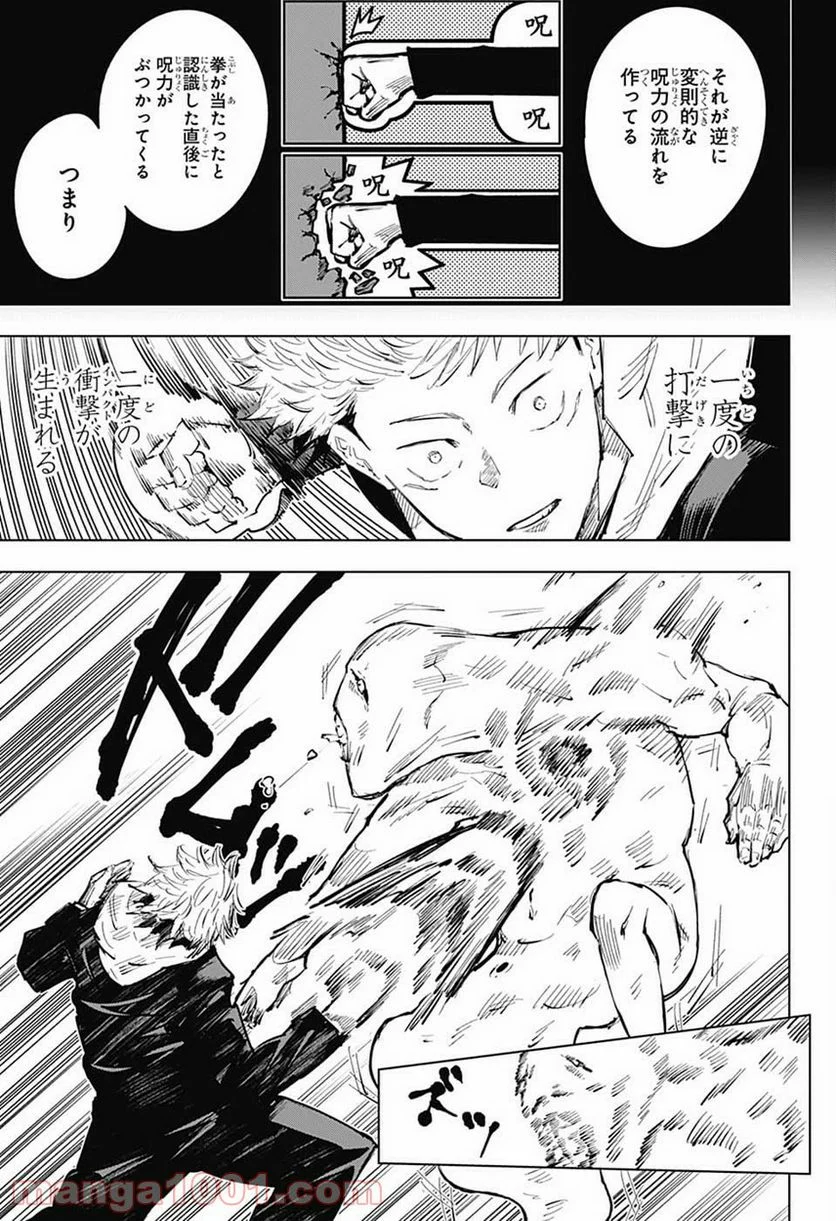 それが逆に
変則的な
呪力の流れを
作ってる
呪
呪
呪
呪
拳が当たったと
認識した直後に
呪力が
ぶつかってくる
つまり
一度の
打撃に
二度の
衝撃が
生まれる
ズッ
manga1001.com